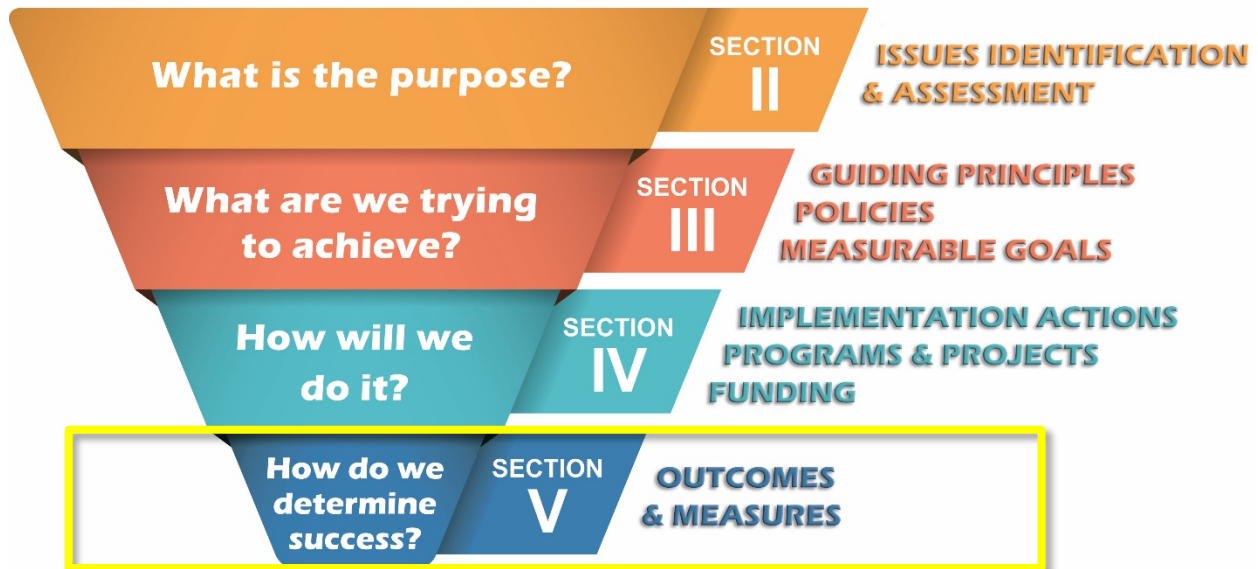 What is the purpose?
SECTION
II
ISSUES IDENTIFICATION
& ASSESSMENT
What are we trying
to achieve?
SECTION
III
GUIDING PRINCIPLES
POLICIES
MEASURABLE GOALS
How will we
do it?
SECTION
IV
IMPLEMENTATION ACTIONS
PROGRAMS & PROJECTS
FUNDING
How do we
determine
success?
SECTION
V
OUTCOMES
& MEASURES